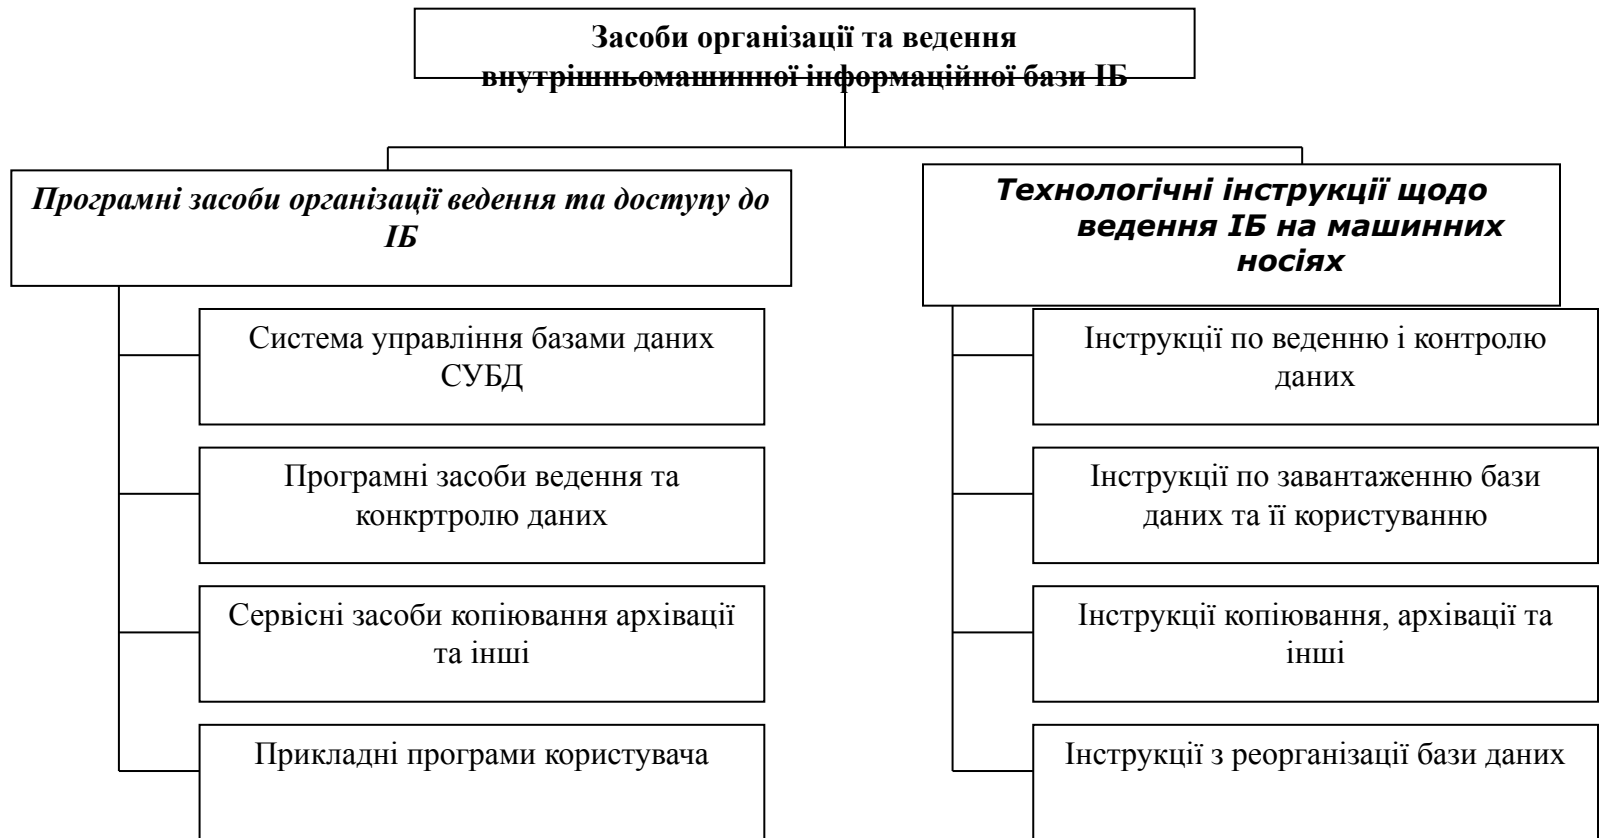 Засоби організації та ведення
внутрішньомашинної інформаційної бази ІБ
Програмні засоби організації ведення та доступу до
ІБ
Система управління базами даних
СУБД
Програмні засоби ведення та
конкртролю даних
Сервісні засоби копіювання архівації
та інші
Прикладні програми користувача
Технологічні інструкції щодо
ведення ІБ на машинних
носіях
Інструкції по веденню і контролю
даних
Інструкції по завантаженню бази
даних та її користуванню
Інструкції копіювання, архівації та
інші
Інструкції з реорганізації бази даних